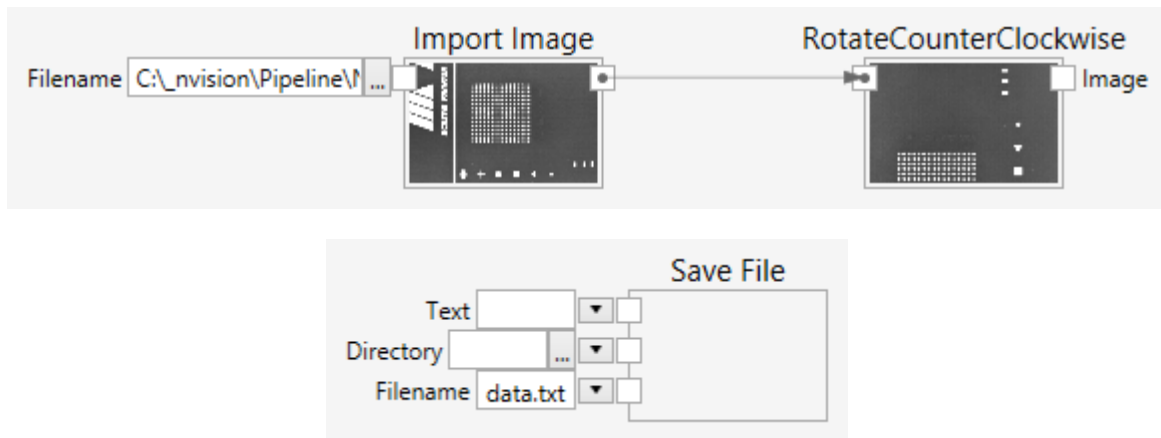 Import Image
RotateCounterClockwise
Filename C:\_nvision\Pipeline\ ... Image
Save File
Text
Directory ...
Filename data.txt